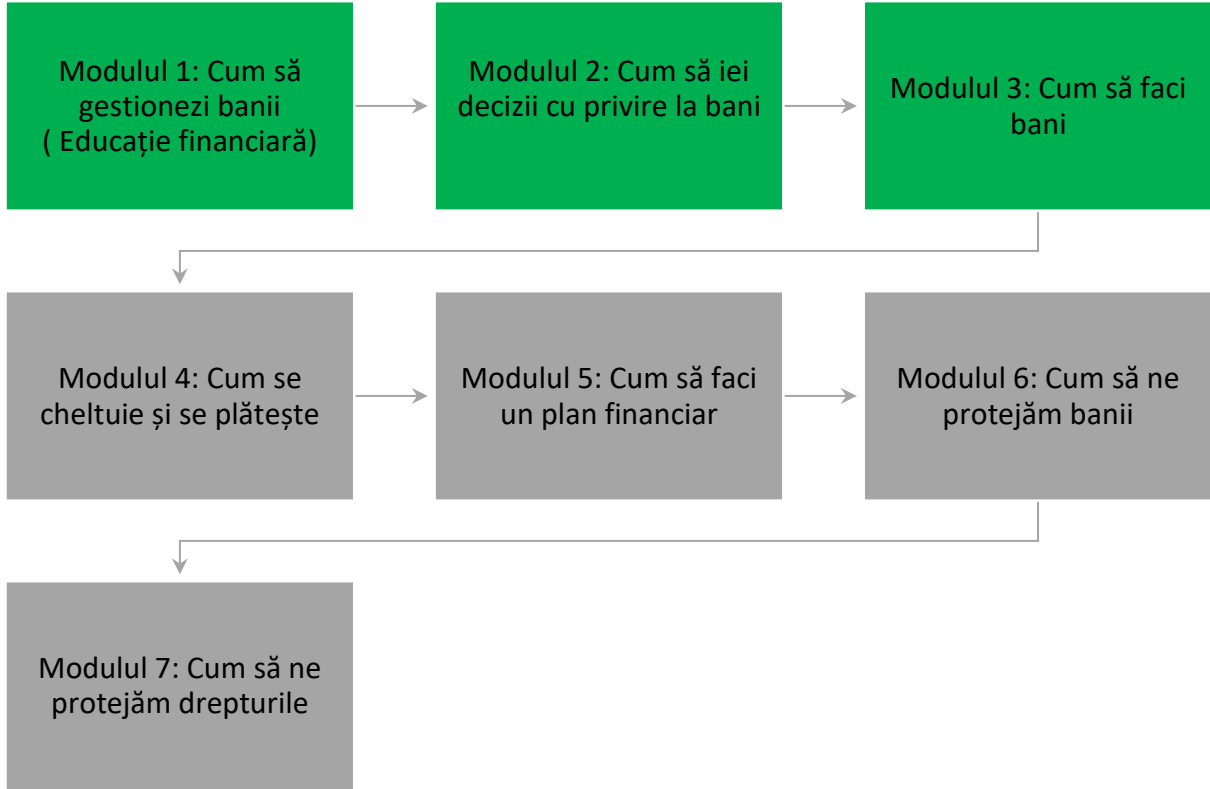 Modulul 1: Cum să
gestionezi banii
( Educație financiară)
Modulul 2: Cum să iei
decizii cu privire la bani
Modulul 3: Cum să faci
bani
Modulul 4: Cum se
cheltuie și se plătește
Modulul 5: Cum să faci
un plan financiar
Modulul 6: Cum să ne
protejăm banii
Modulul 7: Cum să ne
protejăm drepturile